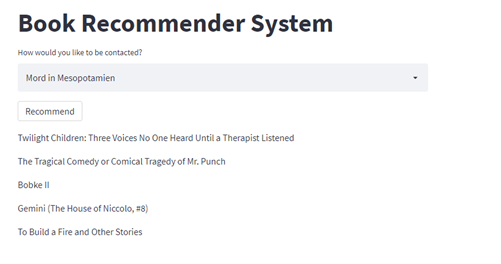 Book Recommender System
How would you like to be contacted?
Mord in Mesopotamien
Recommend
Twilight Children: Three Voices No One Heard Until a Therapist Listened
The Tragical Comedy or Comical Tragedy of Mr. Punch
Bobke II
Gemini (The House of Niccolo, #8)
To Build a Fire and Other Stories